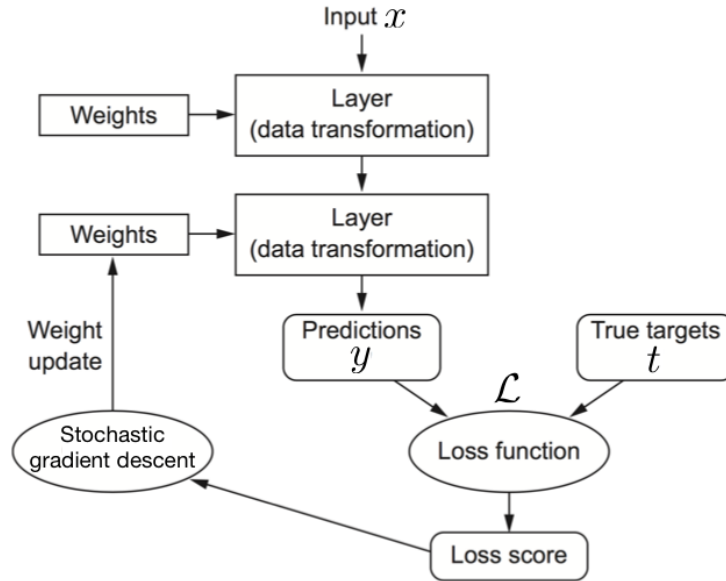 Input x
Layer
(data transformation)
Weights
Layer
(data transformation)
Weights
Weight
update
Predictions
y
True targets
t
ℒ
Stochastic
gradient descent
Loss function
Loss score